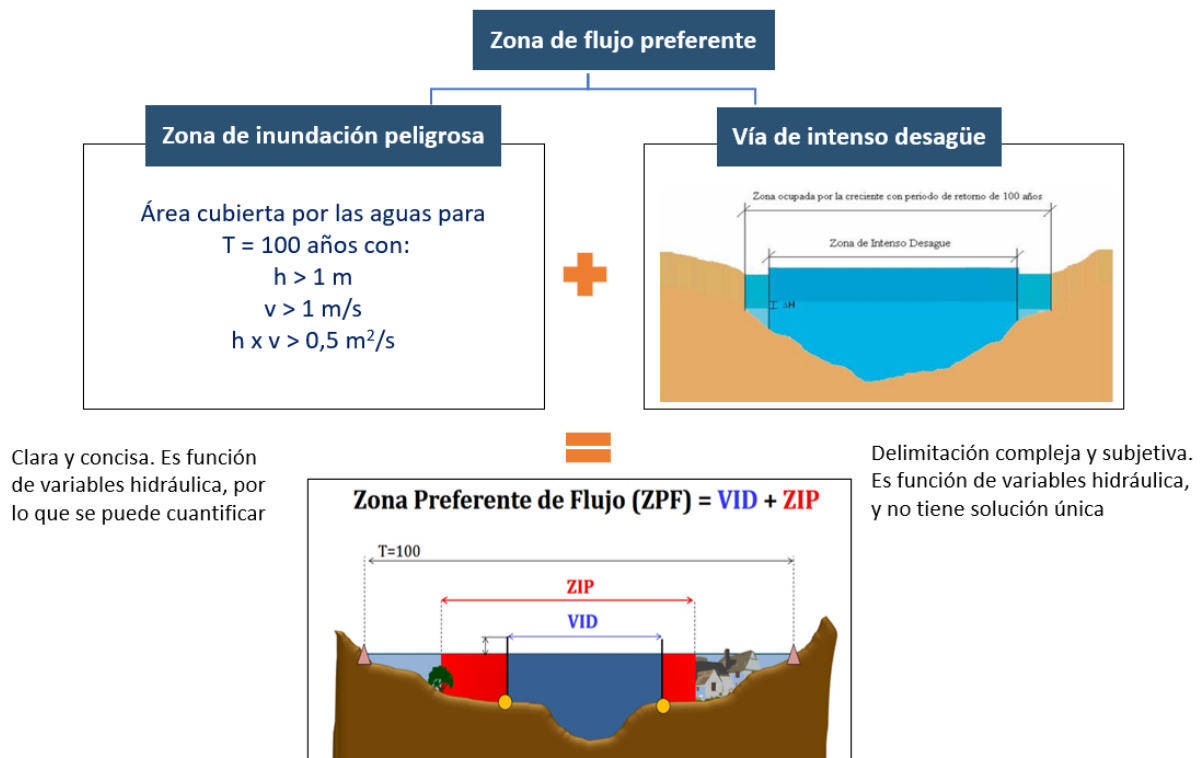 Zona de flujo preferente
Zona de inundación peligrosa
Vía de intenso desagüe
Área cubierta por las aguas para
T = 100 años con:
h > 1 m
v > 1 m/s
h x v > 0,5 m²/s
Zona ocupada por la creciente con periodo de retorno de 100 años
Zona de Intenso Desague
ΔH
Clara y concisa. Es función
de variables hidráulica, por
lo que se puede cuantificar
Delimitación compleja y subjetiva.
Es función de variables hidráulica,
y no tiene solución única
Zona Preferente de Flujo (ZPF) = VID + ZIP
T=100
ZIP
VID